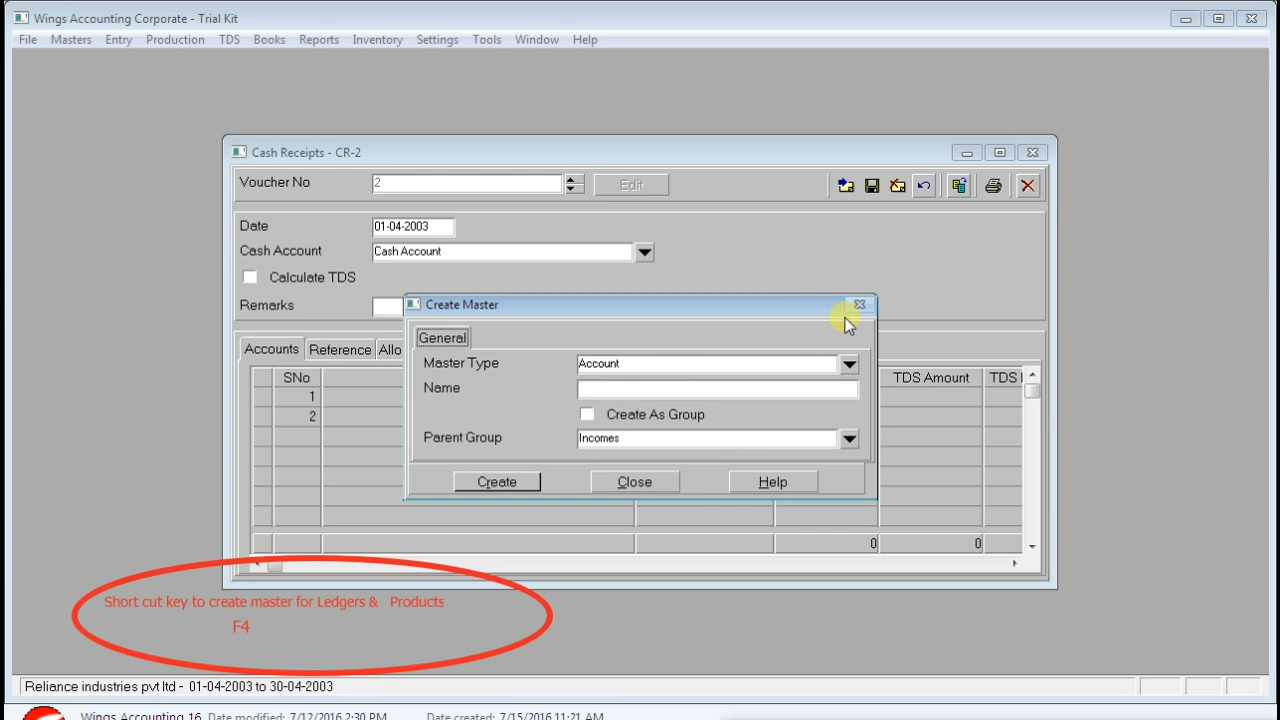 Wings Accounting Corporate - Trial Kit
File Masters Entry Production TDS Books Reports Inventory Settings Tools Window Help
Cash Receipts - CR-2
Voucher No 2 Edit
Date 01-04-2003
Cash Account Cash Account
Calculate TDS
Remarks
Create Master
General
Master Type Account
Name
Create As Group
Parent Group Incomes
Create Close Help
Accounts Reference Allo
SNo TDS Amount TDS
1
2
0 0
Short cut key to create master for Ledgers & Products
F4
Reliance industries pvt ltd - 01-04-2003 to 30-04-2003
Wings Accounting 16 Date modified: 7/12/2016 2:30 PM Date created: 7/15/2016 11:21 AM